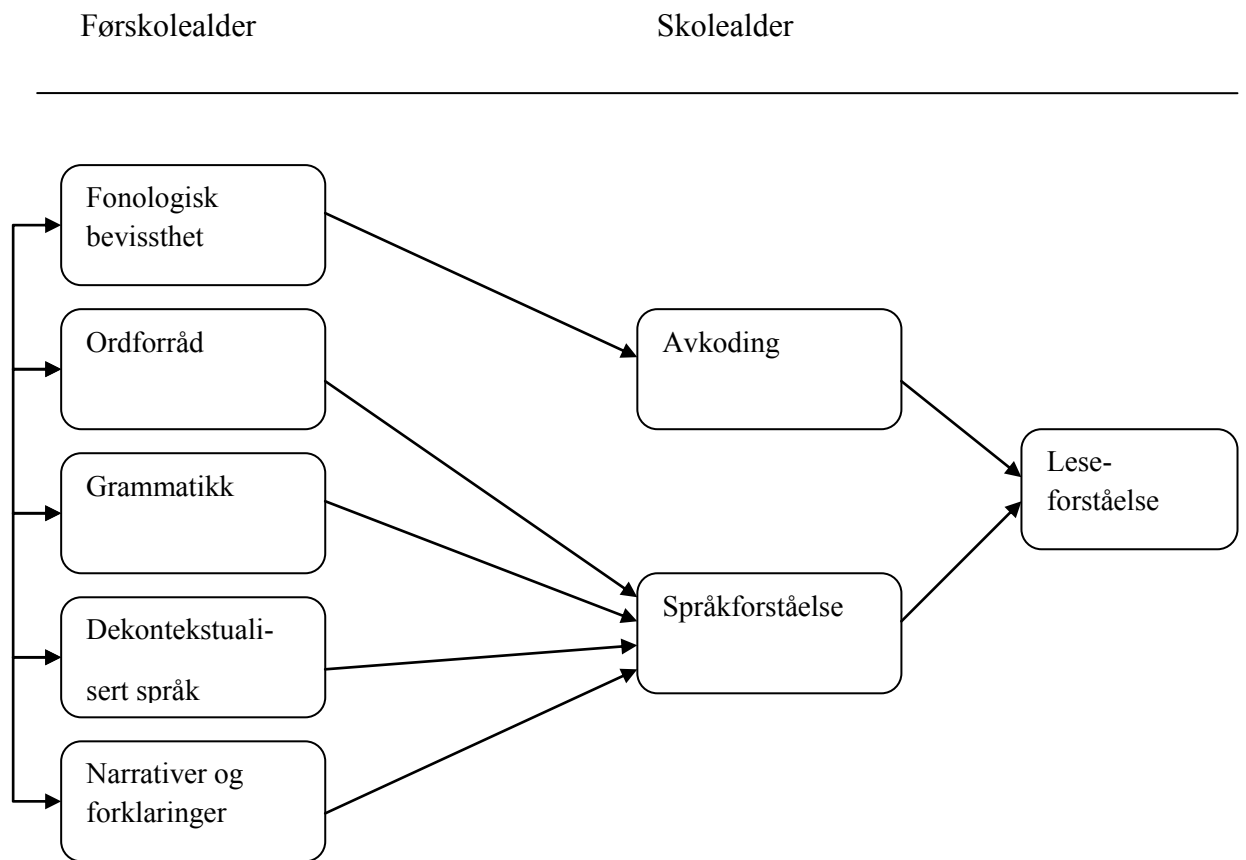 Førskolealder
Skolealder
Fonologisk
bevissthet
Ordforråd
Grammatikk
Dekontekstuali-
sert språk
Narrativer og
forklaringer
Avkoding
Språkforståelse
Lese-
forståelse